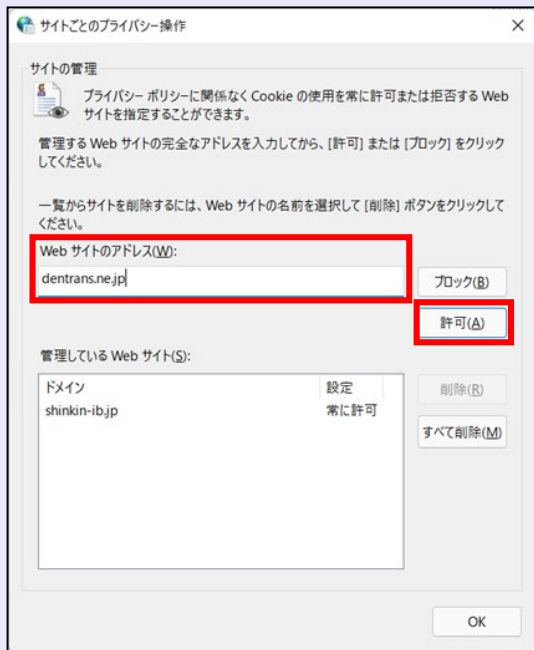 サイトごとのプライバシー操作
サイトの管理
プライバシー ポリシーに関係なく Cookie の使用を常に許可または拒否する Web
サイトを指定することができます。
管理する Web サイトの完全なアドレスを入力してから、[許可] または [ブロック] をクリック
してください。
一覧からサイトを削除するには、Web サイトの名前を選択して [削除] ボタンをクリックして
ください。
Web サイトのアドレス(W):
dentrans.ne.jp
ブロック(B)
許可(A)
管理している Web サイト(S):
ドメイン 設定
shinkin-ib.jp 常に許可
削除(R)
すべて削除(M)
OK